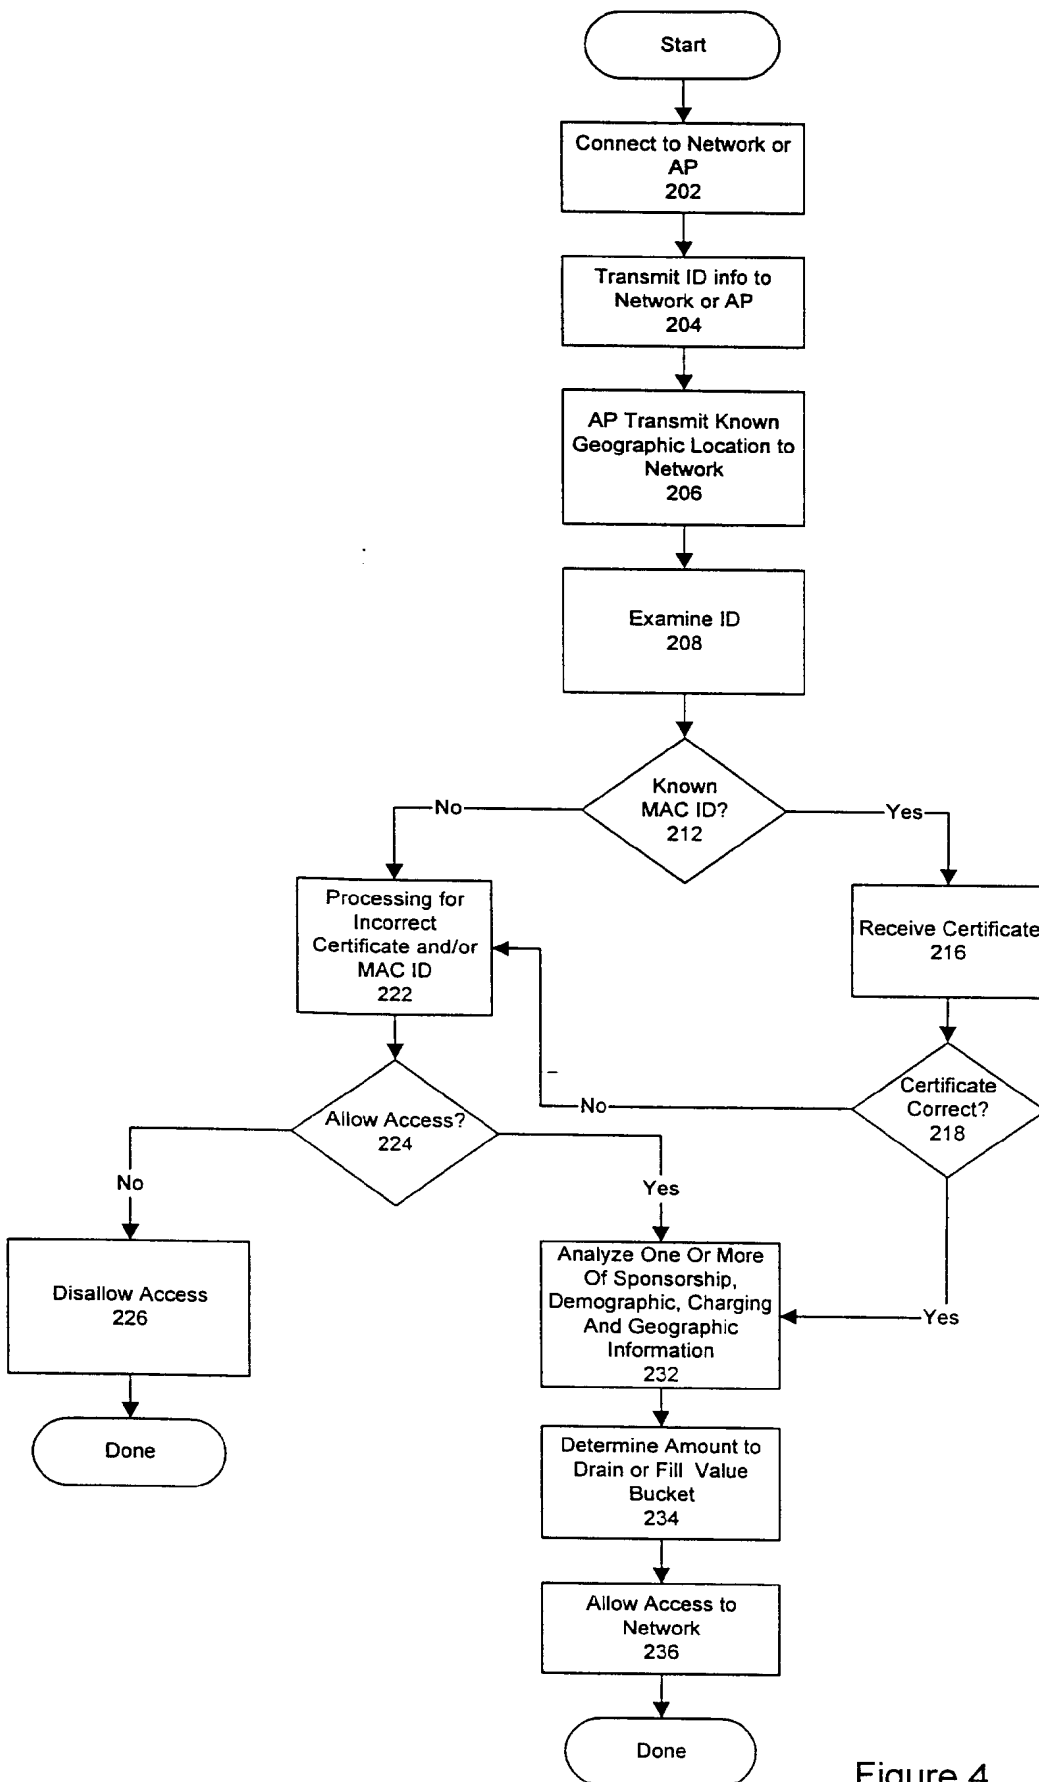 Start
Connect to Network or
AP
202
Transmit ID info to
Network or AP
204
AP Transmit Known
Geographic Location to
Network
206
Examine ID
208
Known
MAC ID?
212
No
Yes
Processing for
Incorrect
Certificate and/or
MAC ID
222
Receive Certificate
216
Certificate
Correct?
218
No
Allow Access?
224
No
Yes
Yes
Disallow Access
226
Done
Analyze One Or More
Of Sponsorship,
Demographic, Charging
And Geographic
Information
232
Determine Amount to
Drain or Fill Value
Bucket
234
Allow Access to
Network
236
Done
Figure 4